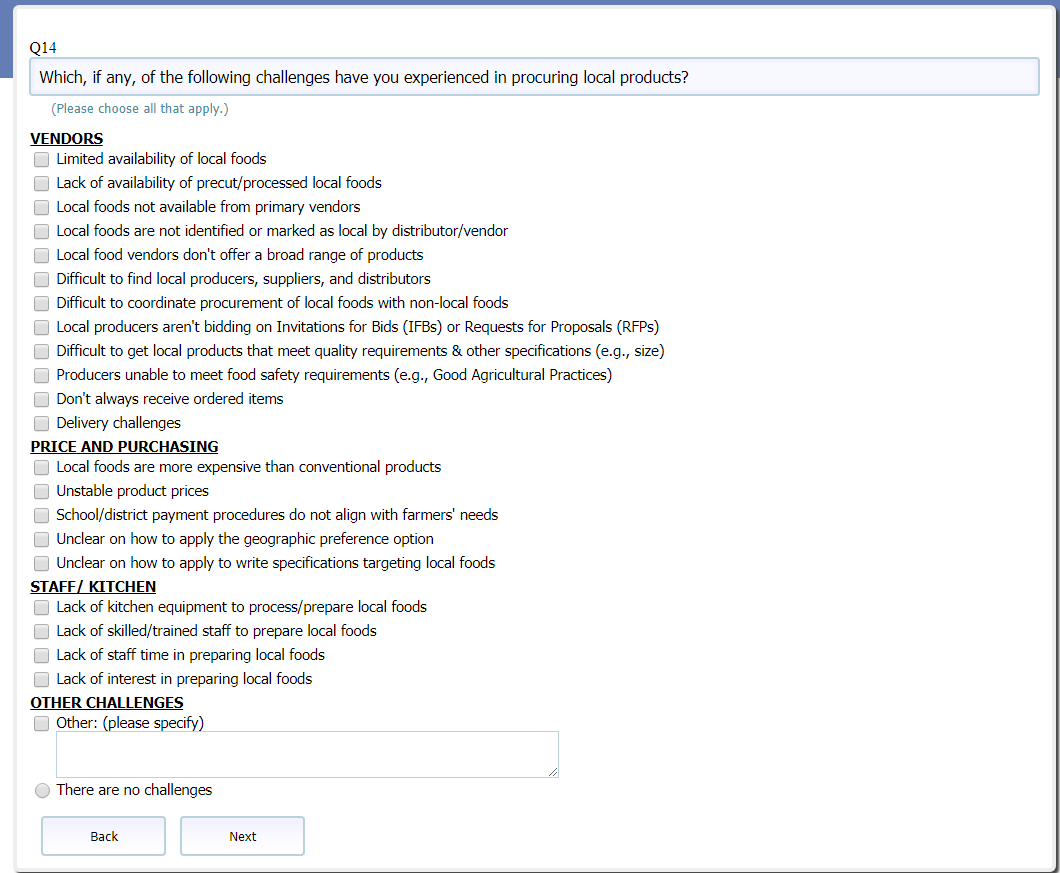 Q14
Which, if any, of the following challenges have you experienced in procuring local products?
(Please choose all that apply.)
VENDORS
Limited availability of local foods
Lack of availability of precut/processed local foods
Local foods not available from primary vendors
Local foods are not identified or marked as local by distributor/vendor
Local food vendors don't offer a broad range of products
Difficult to find local producers, suppliers, and distributors
Difficult to coordinate procurement of local foods with non-local foods
Local producers aren't bidding on Invitations for Bids (IFBs) or Requests for Proposals (RFPs)
Difficult to get local products that meet quality requirements & other specifications (e.g., size)
Producers unable to meet food safety requirements (e.g., Good Agricultural Practices)
Don't always receive ordered items
Delivery challenges
PRICE AND PURCHASING
Local foods are more expensive than conventional products
Unstable product prices
School/district payment procedures do not align with farmers' needs
Unclear on how to apply the geographic preference option
Unclear on how to apply to write specifications targeting local foods
STAFF/ KITCHEN
Lack of kitchen equipment to process/prepare local foods
Lack of skilled/trained staff to prepare local foods
Lack of staff time in preparing local foods
Lack of interest in preparing local foods
OTHER CHALLENGES
Other: (please specify)
There are no challenges
Back Next